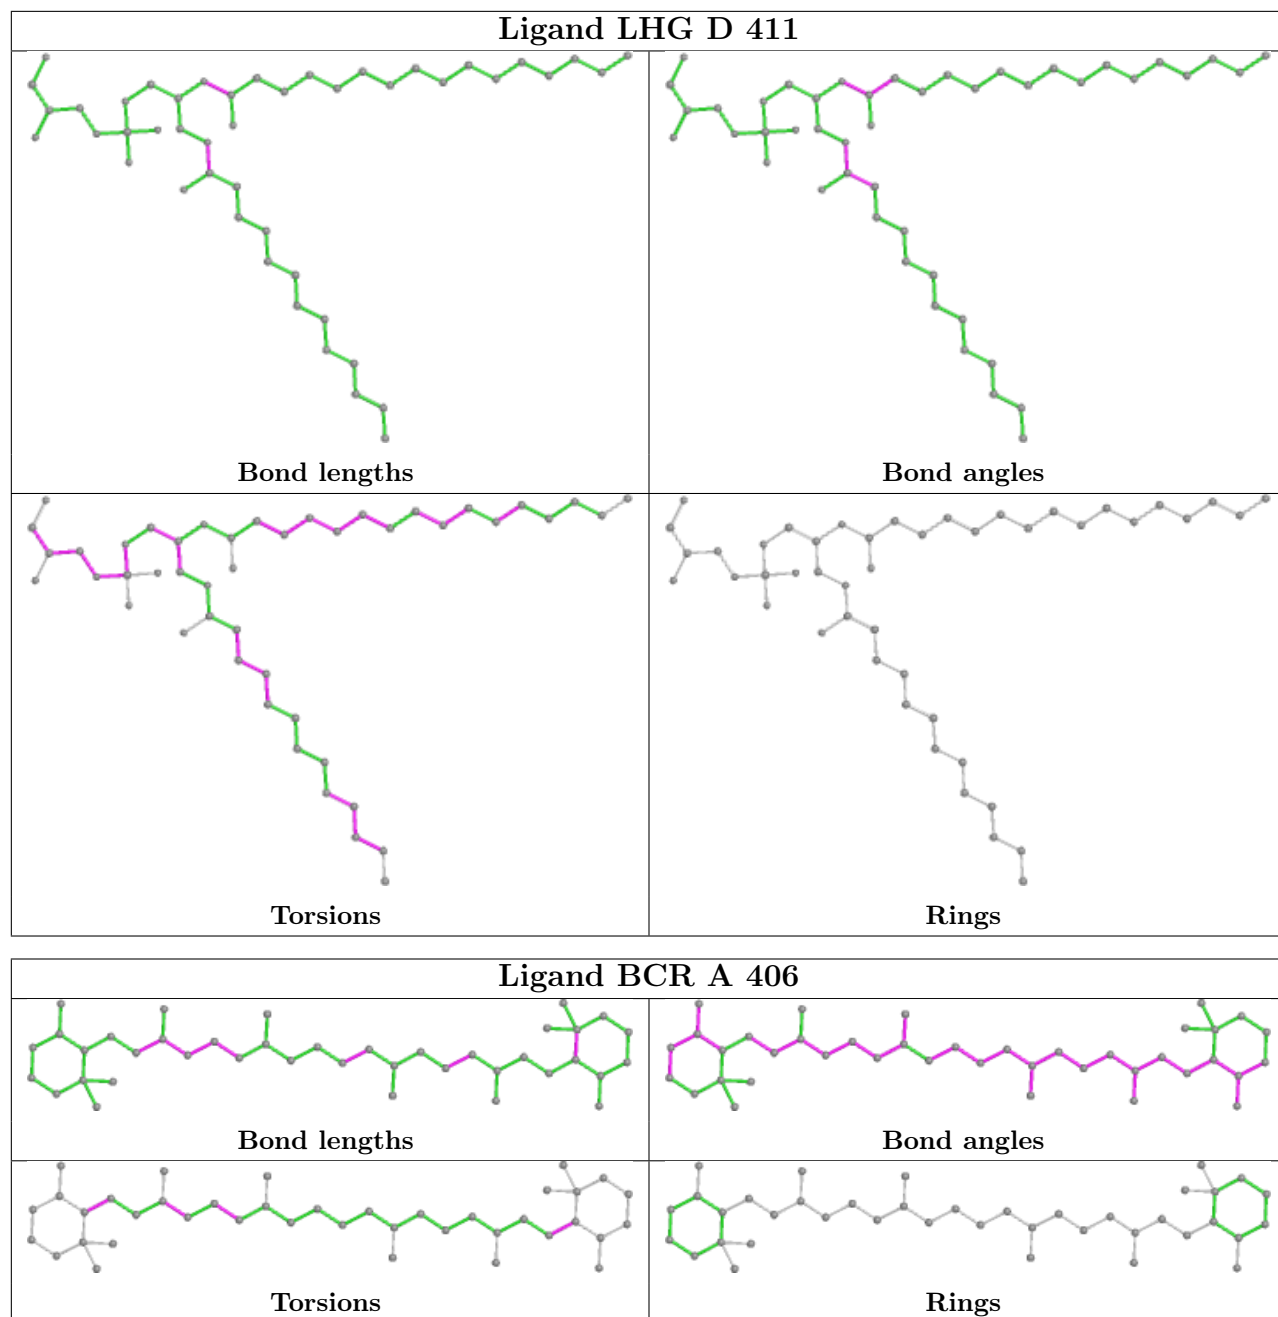 Ligand LHG D 411
Bond lengths
Bond angles
Torsions
Rings
Ligand BCR A 406
Bond lengths
Bond angles
Torsions
Rings